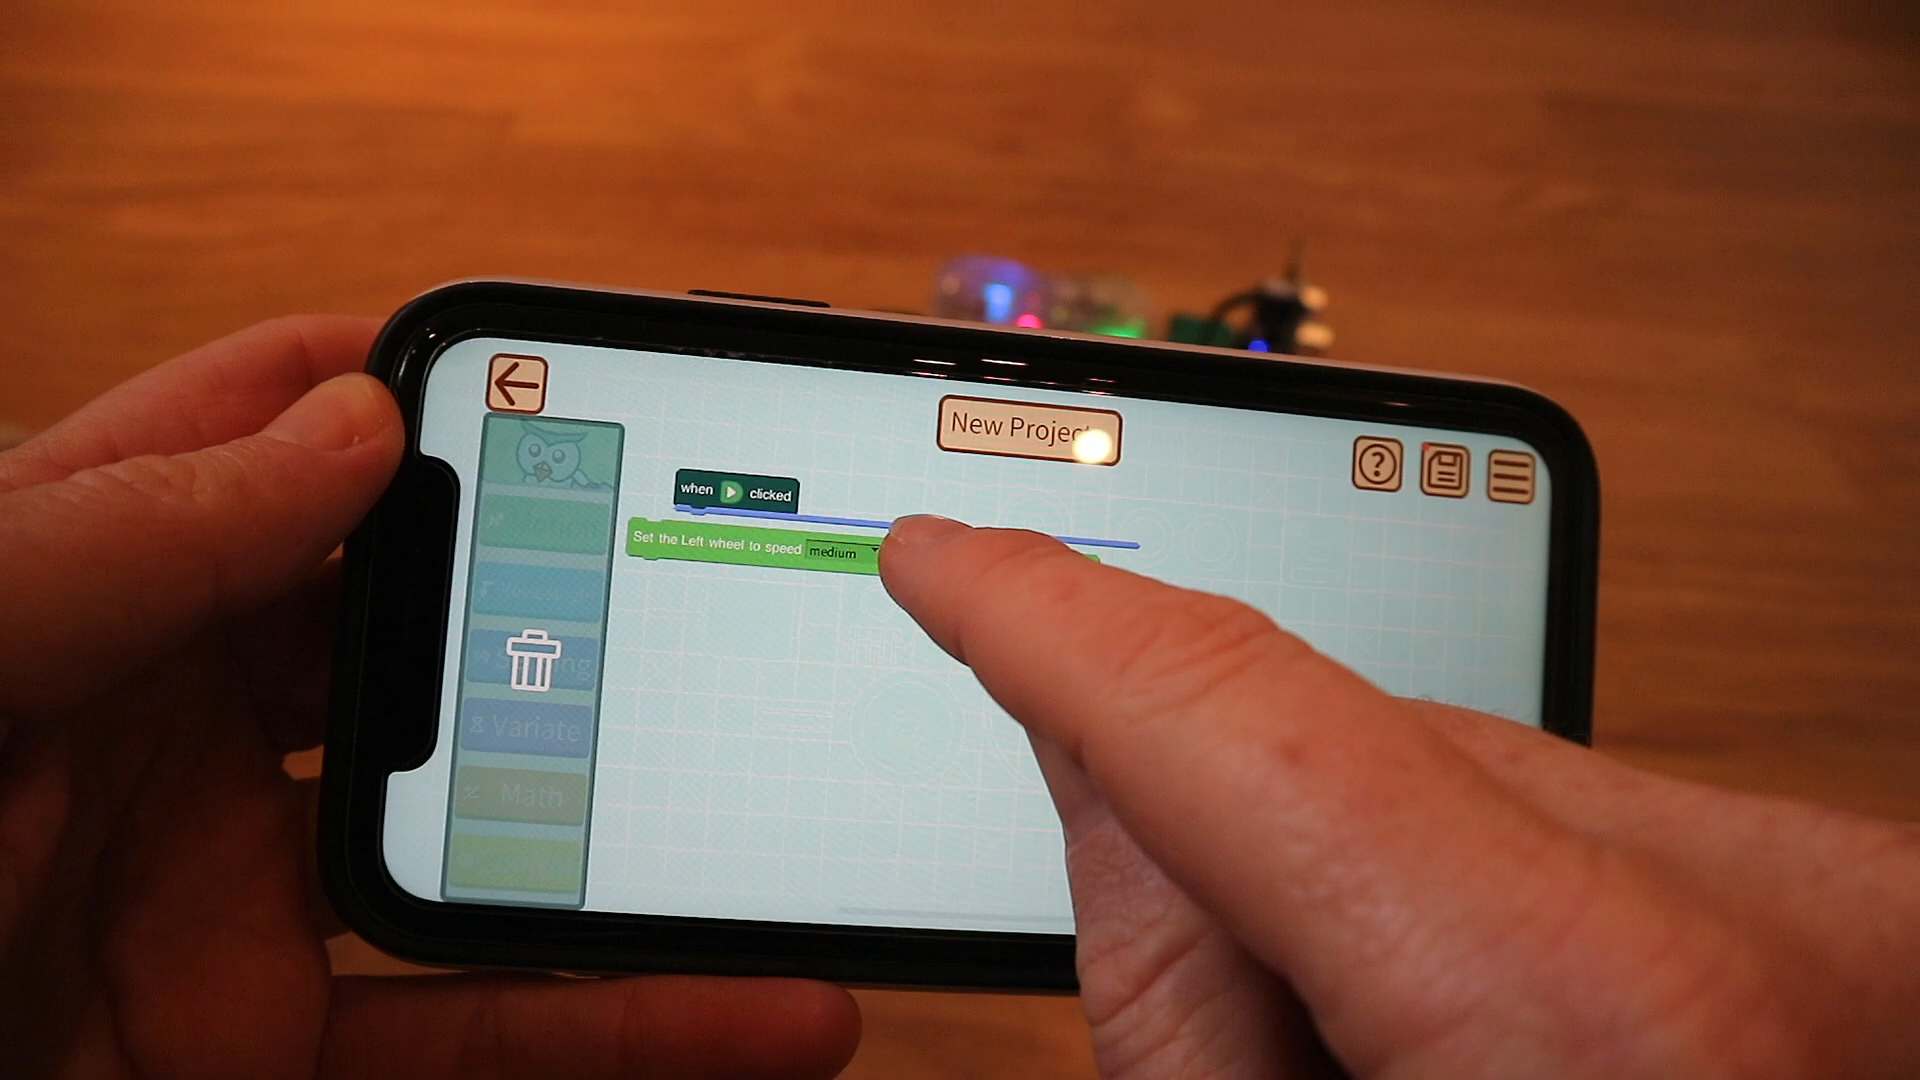 New Project
when clicked
Set the Left wheel to speed medium
Variate
Math